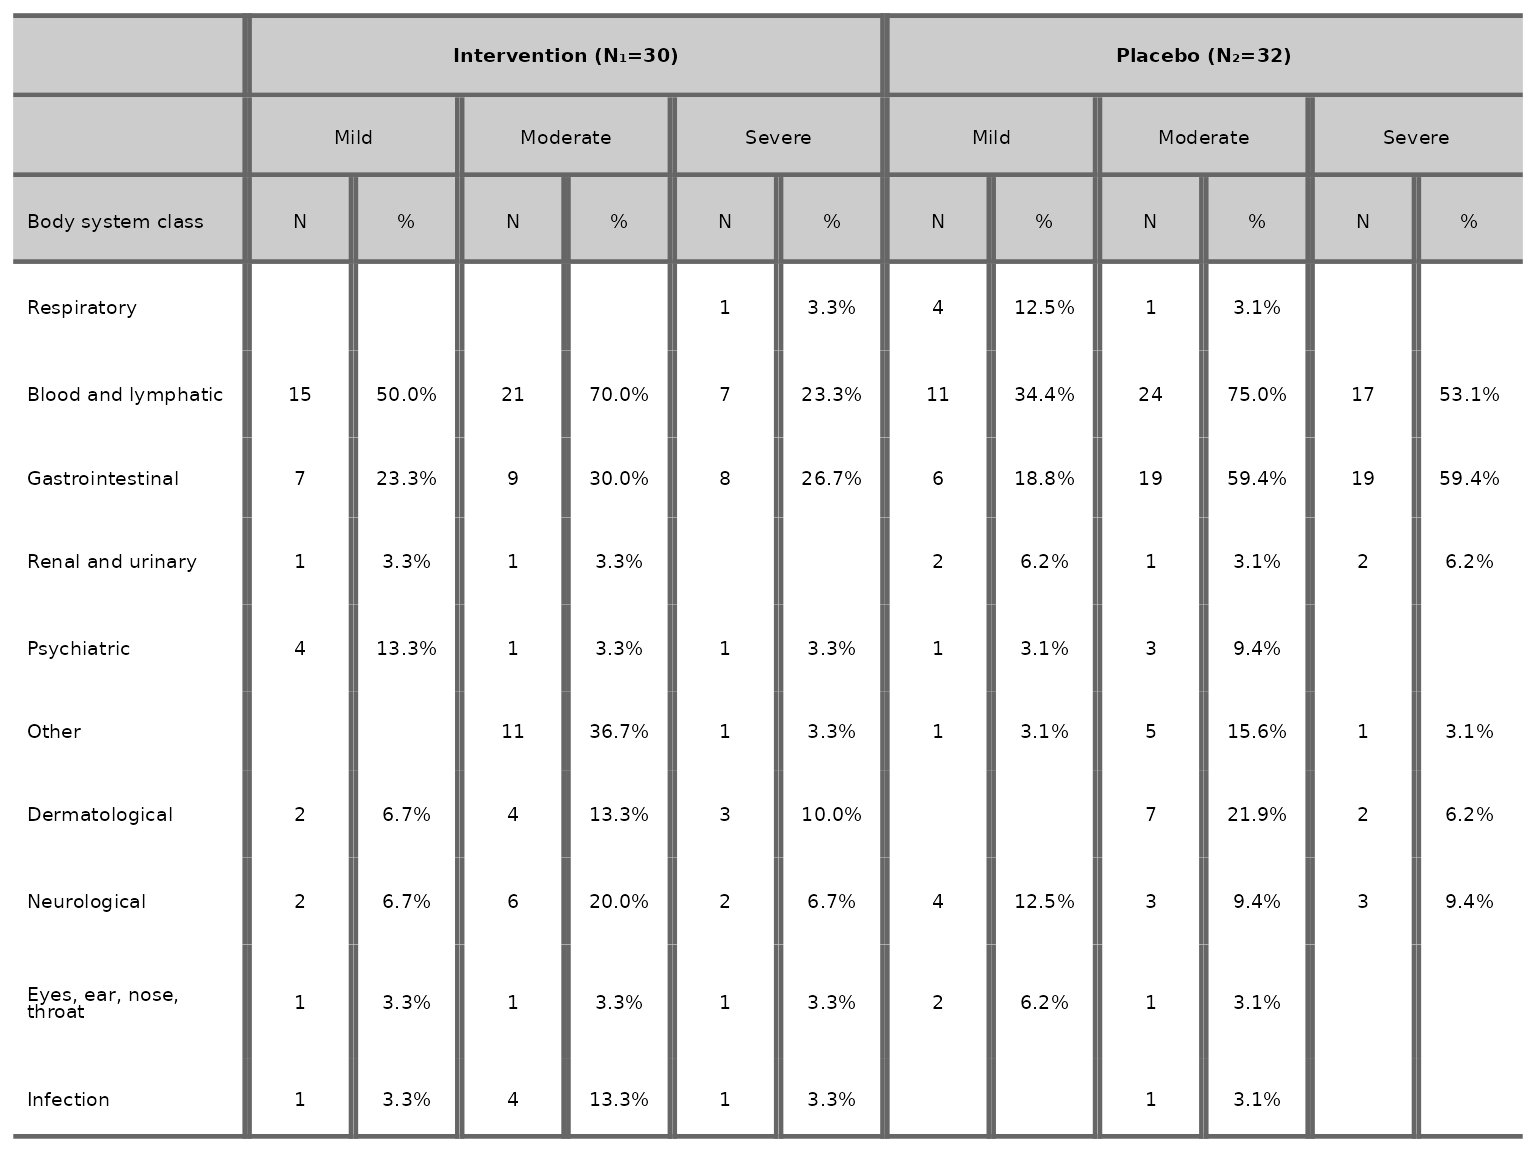 Intervention (N₁=30) Placebo (N₂=32)
Mild Moderate Severe Mild Moderate Severe
Body system class N % N % N % N % N % N %
Respiratory 1 3.3% 4 12.5% 1 3.1%
Blood and lymphatic 15 50.0% 21 70.0% 7 23.3% 11 34.4% 24 75.0% 17 53.1%
Gastrointestinal 7 23.3% 9 30.0% 8 26.7% 6 18.8% 19 59.4% 19 59.4%
Renal and urinary 1 3.3% 1 3.3% 2 6.2% 1 3.1% 2 6.2%
Psychiatric 4 13.3% 1 3.3% 1 3.3% 1 3.1% 3 9.4%
Other 11 36.7% 1 3.3% 1 3.1% 5 15.6% 1 3.1%
Dermatological 2 6.7% 4 13.3% 3 10.0% 7 21.9% 2 6.2%
Neurological 2 6.7% 6 20.0% 2 6.7% 4 12.5% 3 9.4% 3 9.4%
Eyes, ear, nose,
throat 1 3.3% 1 3.3% 1 3.3% 2 6.2% 1 3.1%
Infection 1 3.3% 4 13.3% 1 3.3% 1 3.1%